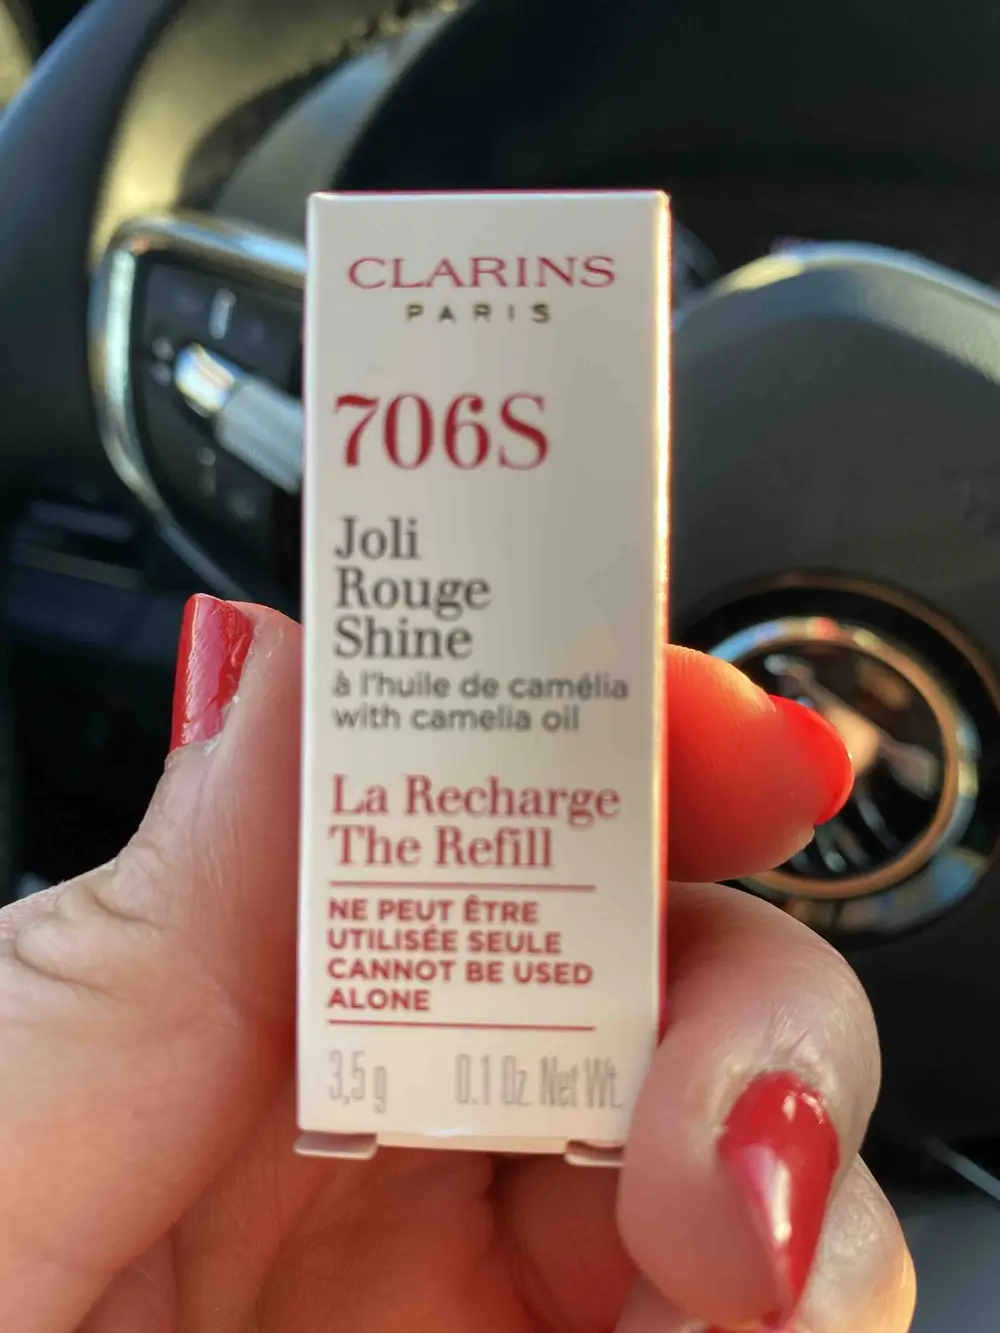 CLARINS
PARIS
706S
Joli
Rouge
Shine
à l'huile de camélia
with camelia oil
La Recharge
The Refill
NE PEUT ÊTRE
UTILISÉE SEULE
CANNOT BE USED
ALONE
3,5 g 0.1 Oz. Net Wt.